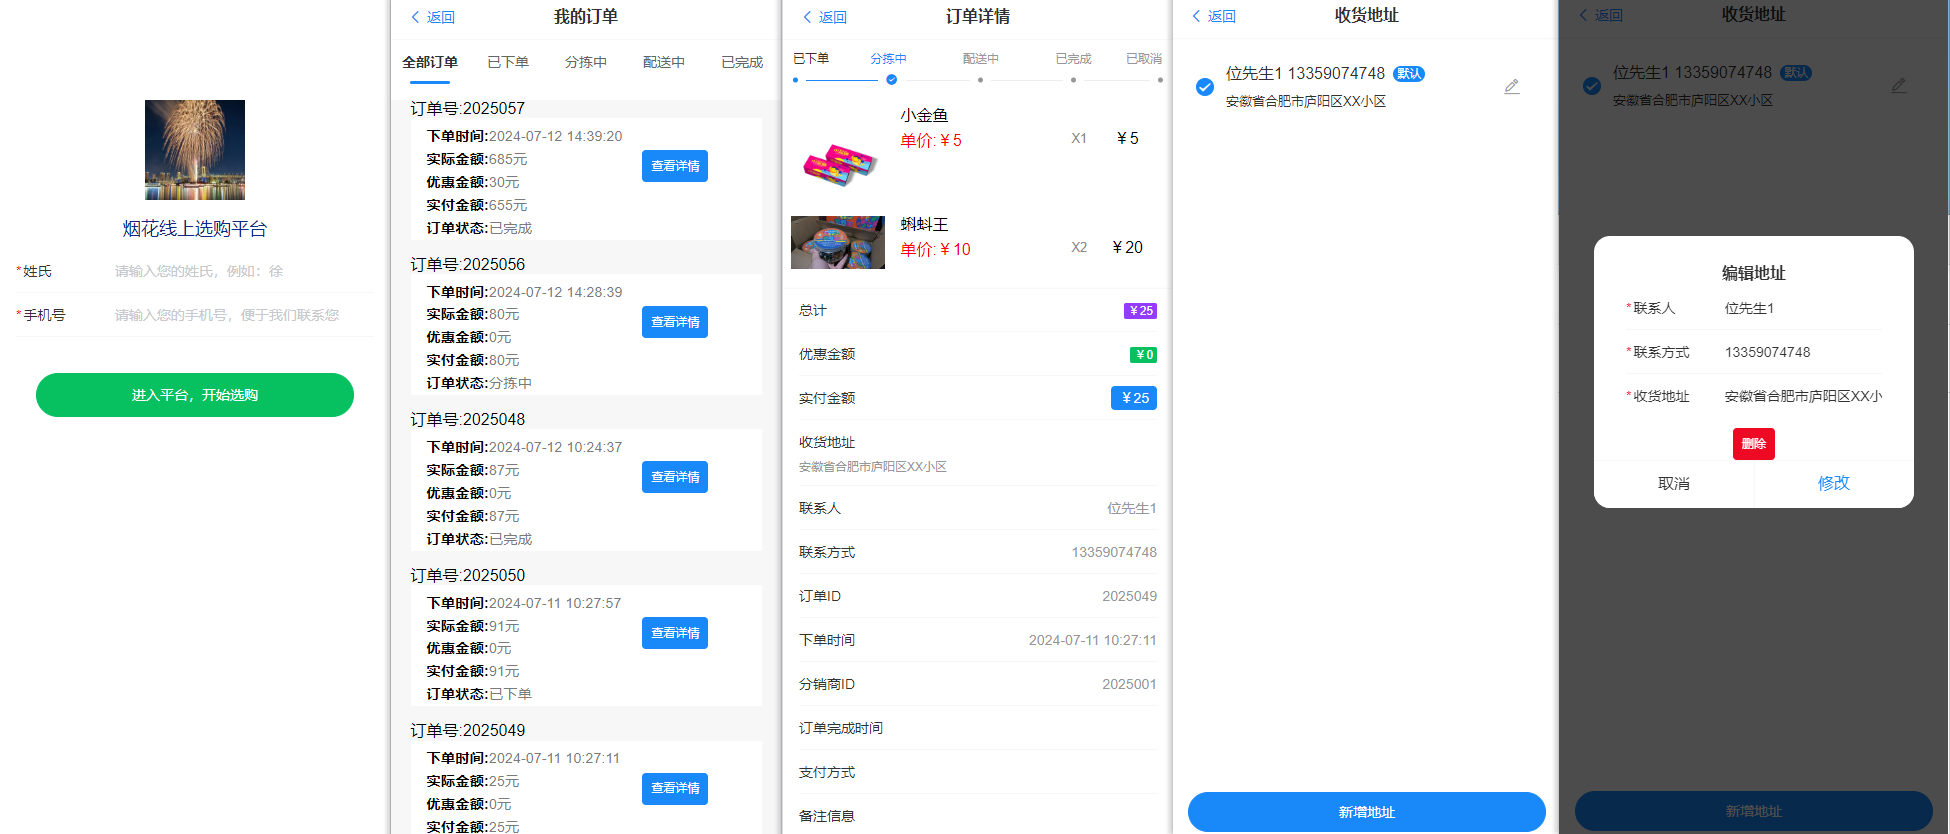 烟花线上选购平台
*姓氏 请输入您的姓氏，例如：徐
*手机号 请输入您的手机号，便于我们联系您
进入平台，开始选购
返回 我的订单
全部订单 已下单 分拣中 配送中 已完成
订单号:2025057
下单时间:2024-07-12 14:39:20
实际金额:685元
优惠金额:30元
实付金额:655元
订单状态:已完成
查看详情
订单号:2025056
下单时间:2024-07-12 14:28:39
实际金额:80元
优惠金额:0元
实付金额:80元
订单状态:分拣中
查看详情
订单号:2025048
下单时间:2024-07-12 10:24:37
实际金额:87元
优惠金额:0元
实付金额:87元
订单状态:已完成
查看详情
订单号:2025050
下单时间:2024-07-11 10:27:57
实际金额:91元
优惠金额:0元
实付金额:91元
订单状态:已下单
查看详情
订单号:2025049
下单时间:2024-07-11 10:27:11
实际金额:25元
优惠金额:0元
实付金额:25元
查看详情
返回 订单详情
已下单 分拣中 配送中 已完成 已取消
小金鱼
单价:￥5 X1 ￥5
蝌蚪王
单价:￥10 X2 ￥20
总计 ￥25
优惠金额 ￥0
实付金额 ￥25
收货地址
安徽省合肥市庐阳区XX小区
联系人 位先生1
联系方式 13359074748
订单ID 2025049
下单时间 2024-07-11 10:27:11
分销商ID 2025001
订单完成时间
支付方式
备注信息
返回 收货地址
位先生1 13359074748 默认
安徽省合肥市庐阳区XX小区
新增地址
返回 收货地址
位先生1 13359074748 默认
安徽省合肥市庐阳区XX小区
编辑地址
*联系人 位先生1
*联系方式 13359074748
*收货地址 安徽省合肥市庐阳区XX小
删除
取消 修改
新增地址